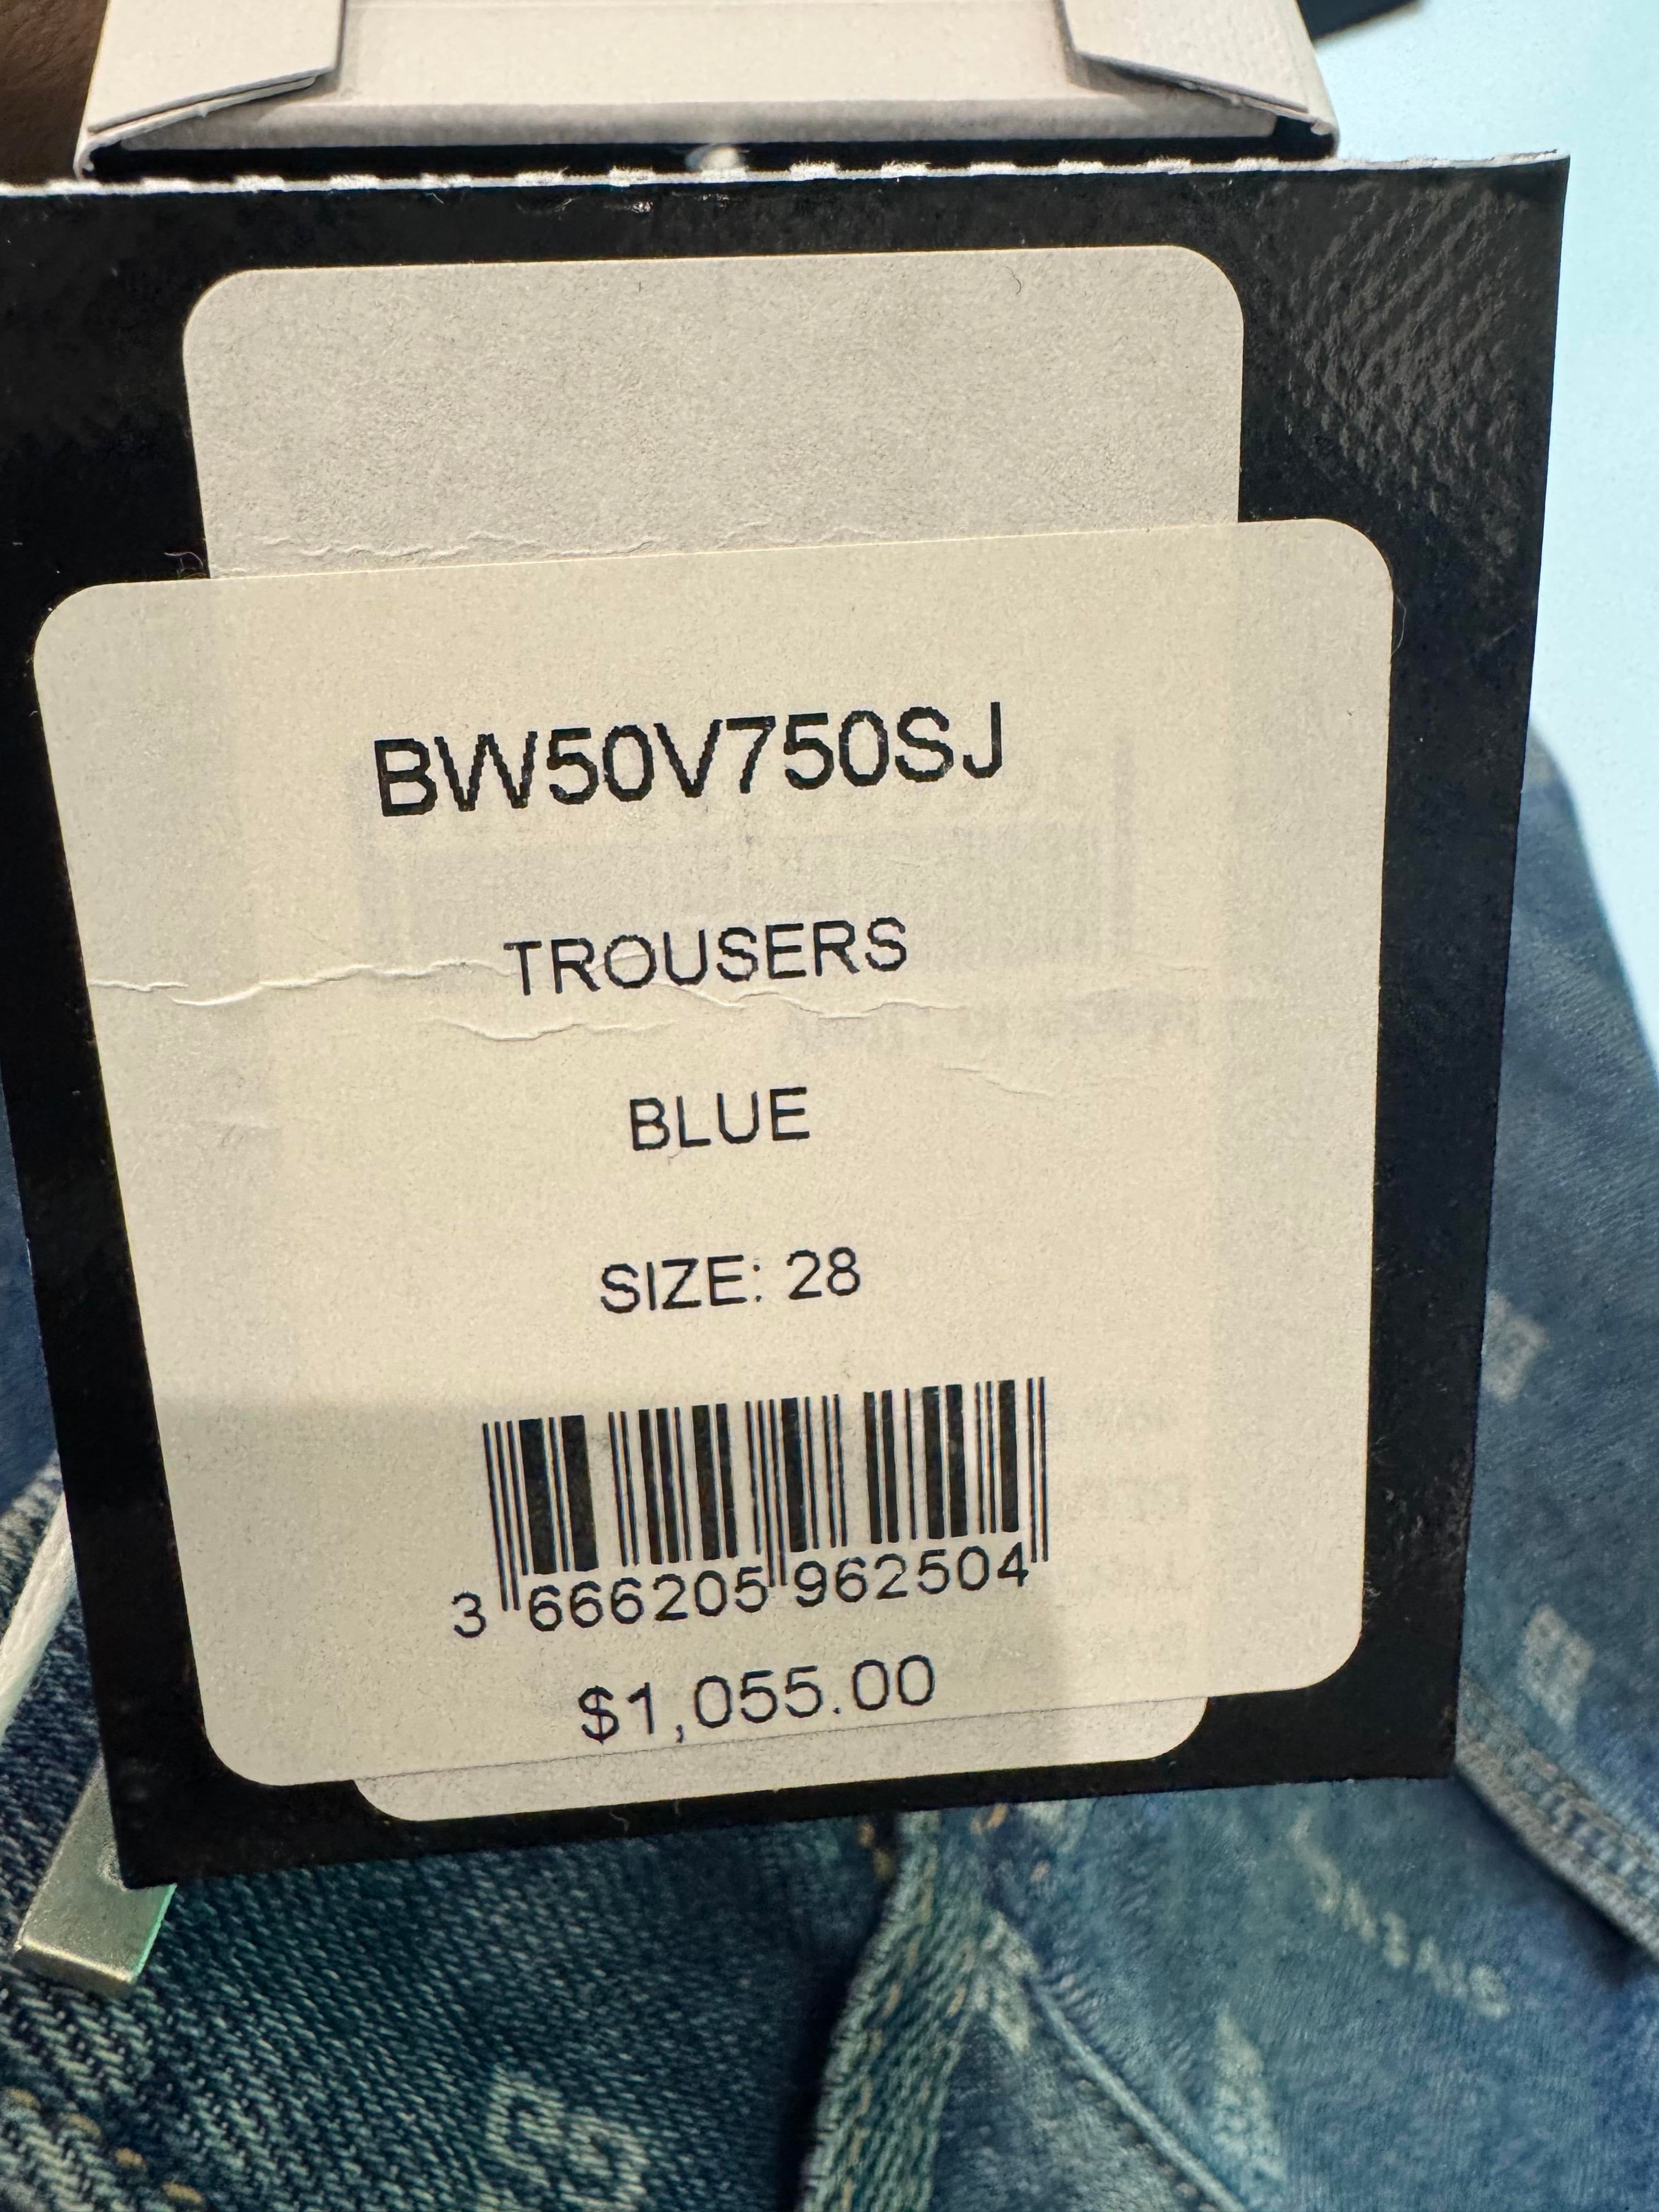 BW50V750SJ
TROUSERS
BLUE
SIZE: 28
3 666205 962504
$1,055.00